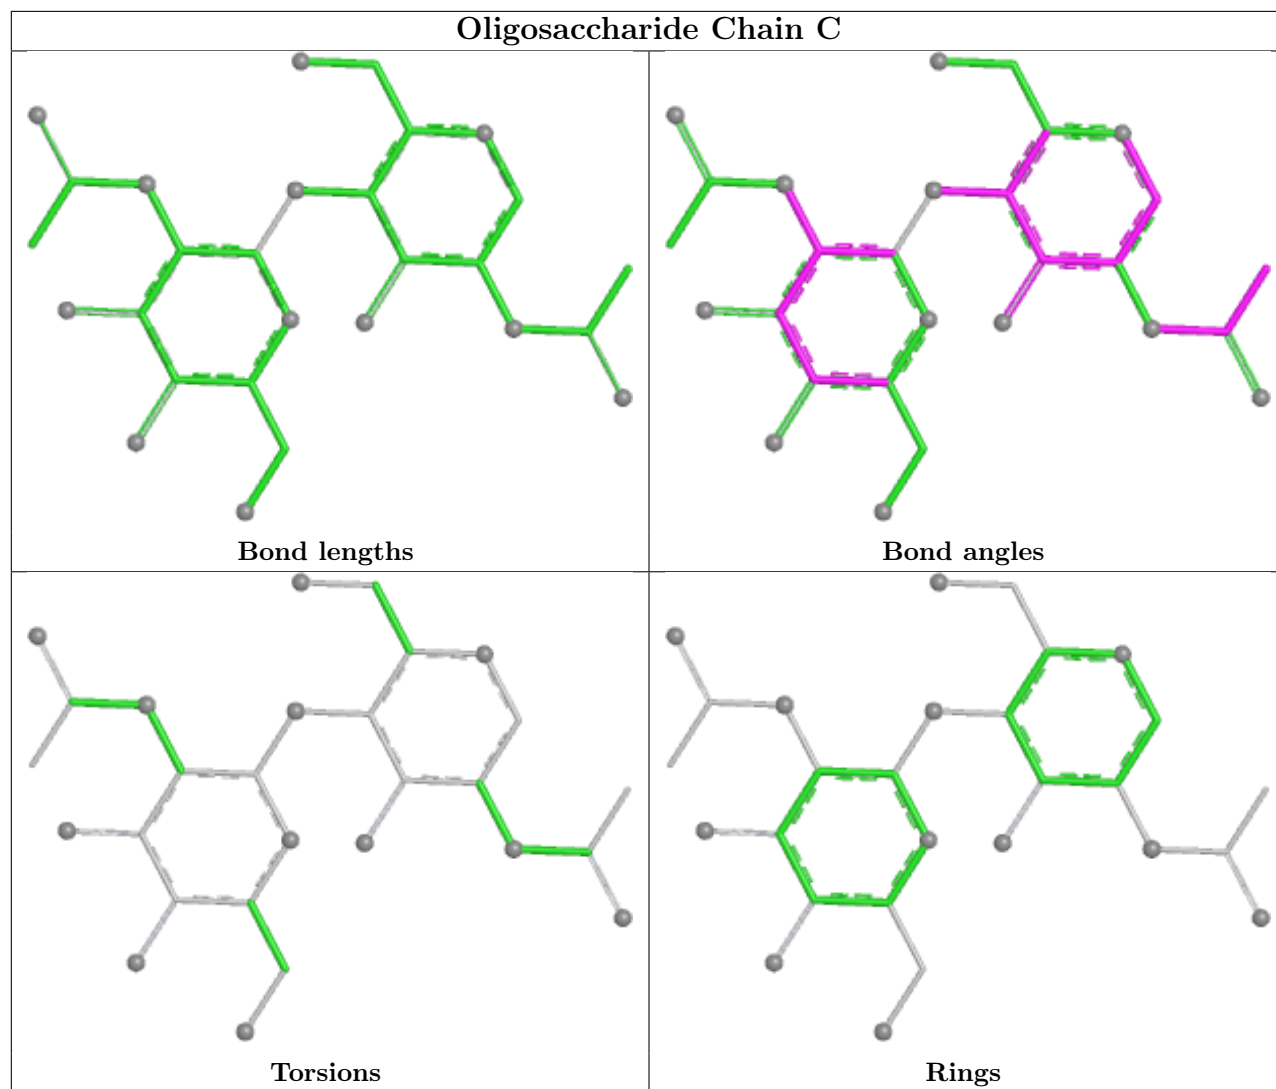 Oligosaccharide Chain C
Bond lengths
Bond angles
Torsions
Rings